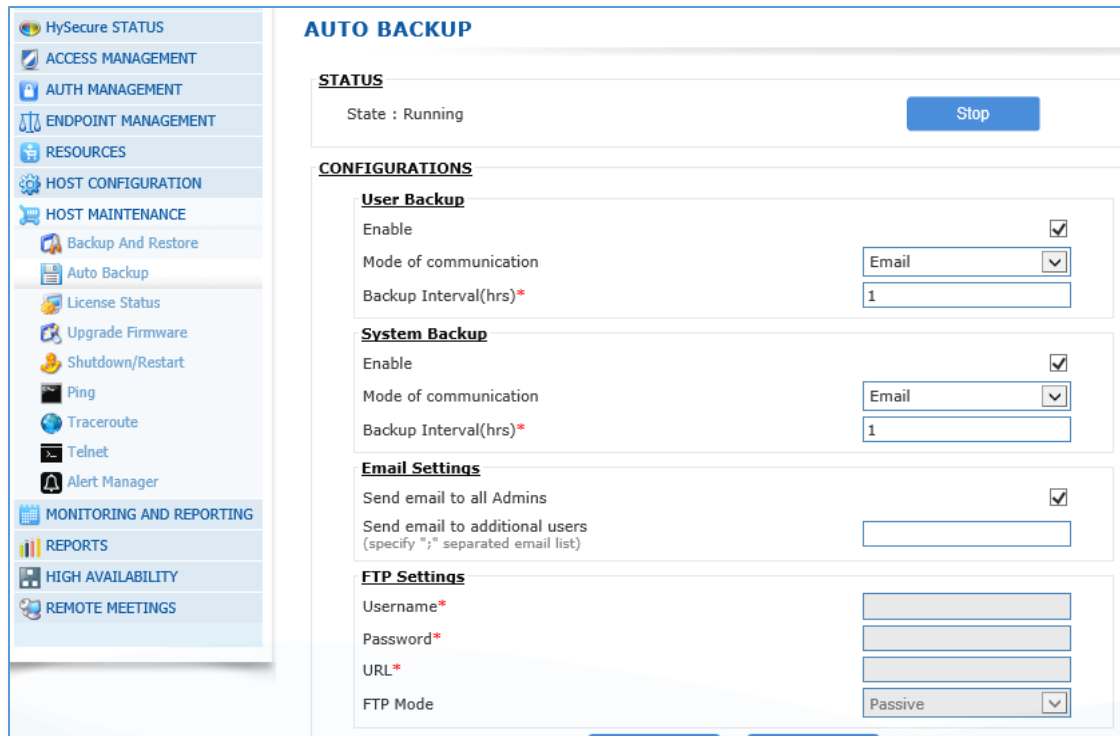 HySecure STATUS
ACCESS MANAGEMENT
AUTH MANAGEMENT
ENDPOINT MANAGEMENT
RESOURCES
HOST CONFIGURATION
HOST MAINTENANCE
Backup And Restore
Auto Backup
License Status
Upgrade Firmware
Shutdown/Restart
Ping
Traceroute
Telnet
Alert Manager
MONITORING AND REPORTING
REPORTS
HIGH AVAILABILITY
REMOTE MEETINGS
AUTO BACKUP
STATUS
State : Running
Stop
CONFIGURATIONS
User Backup
Enable
Mode of communication Email
Backup Interval(hrs)* 1
System Backup
Enable
Mode of communication Email
Backup Interval(hrs)* 1
Email Settings
Send email to all Admins
Send email to additional users
(specify ";" separated email list)
FTP Settings
Username*
Password*
URL*
FTP Mode Passive